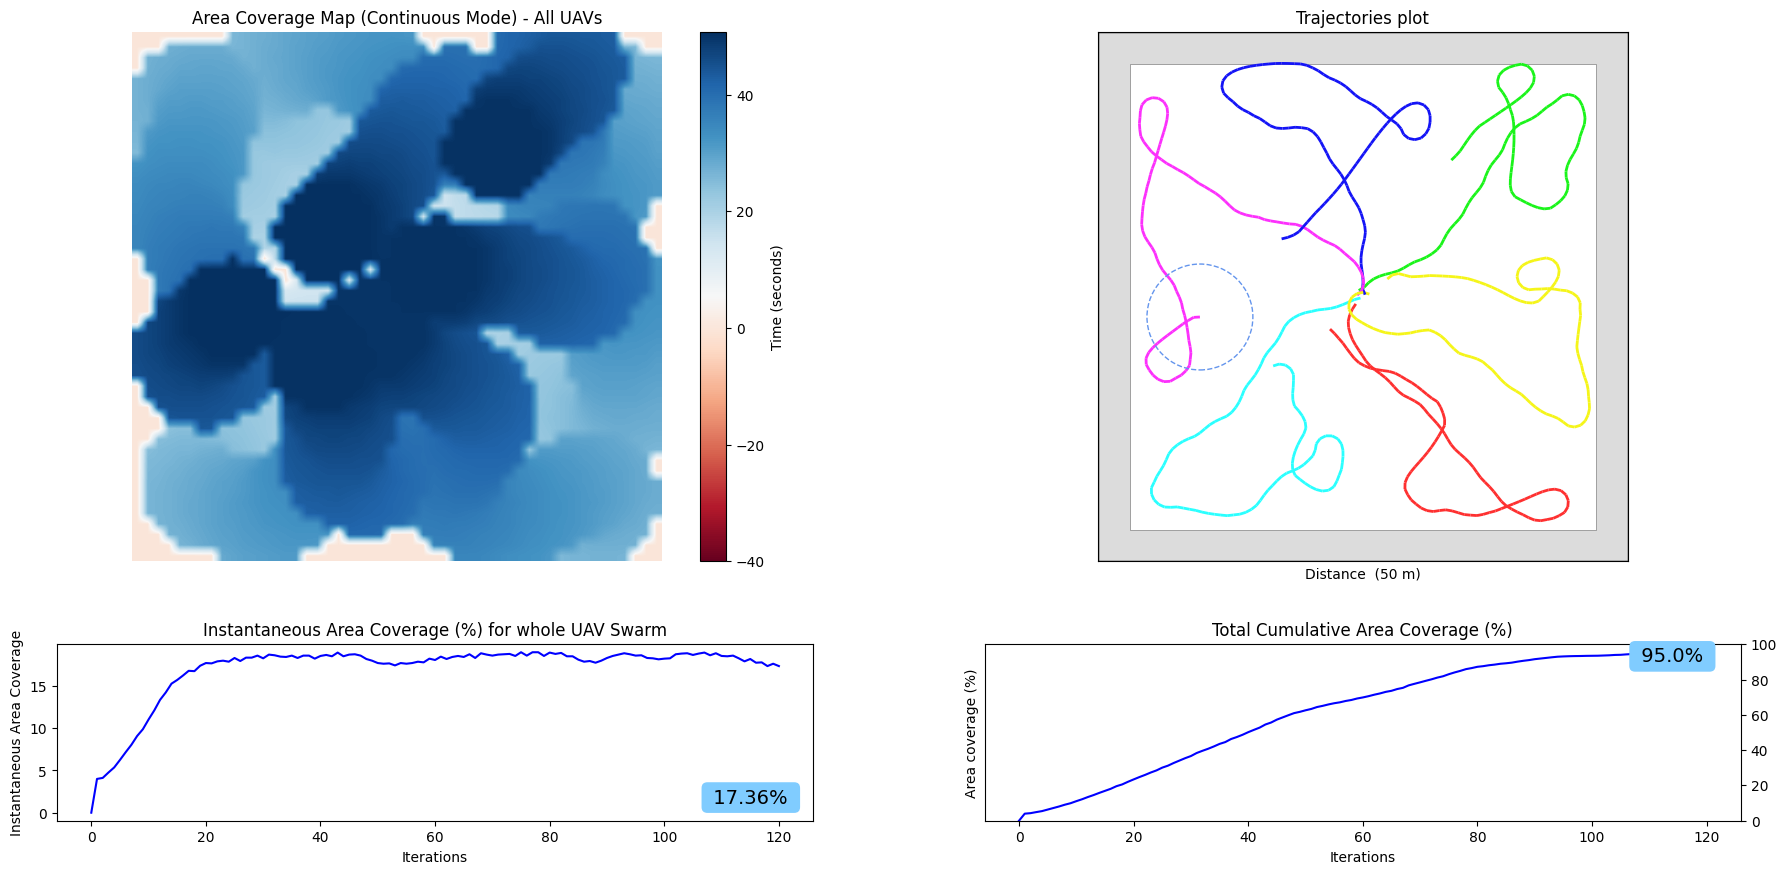 Area Coverage Map (Continuous Mode) - All UAVs
40
20
0
−20
−40
Time (seconds)
Trajectories plot
Distance  (50 m)
Instantaneous Area Coverage (%) for whole UAV Swarm
Instantaneous Area Coverage
15
10
5
0
17.36%
0 20 40 60 80 100 120
Iterations
Total Cumulative Area Coverage (%)
Area coverage (%)
95.0%
100
80
60
40
20
0
0 20 40 60 80 100 120
Iterations